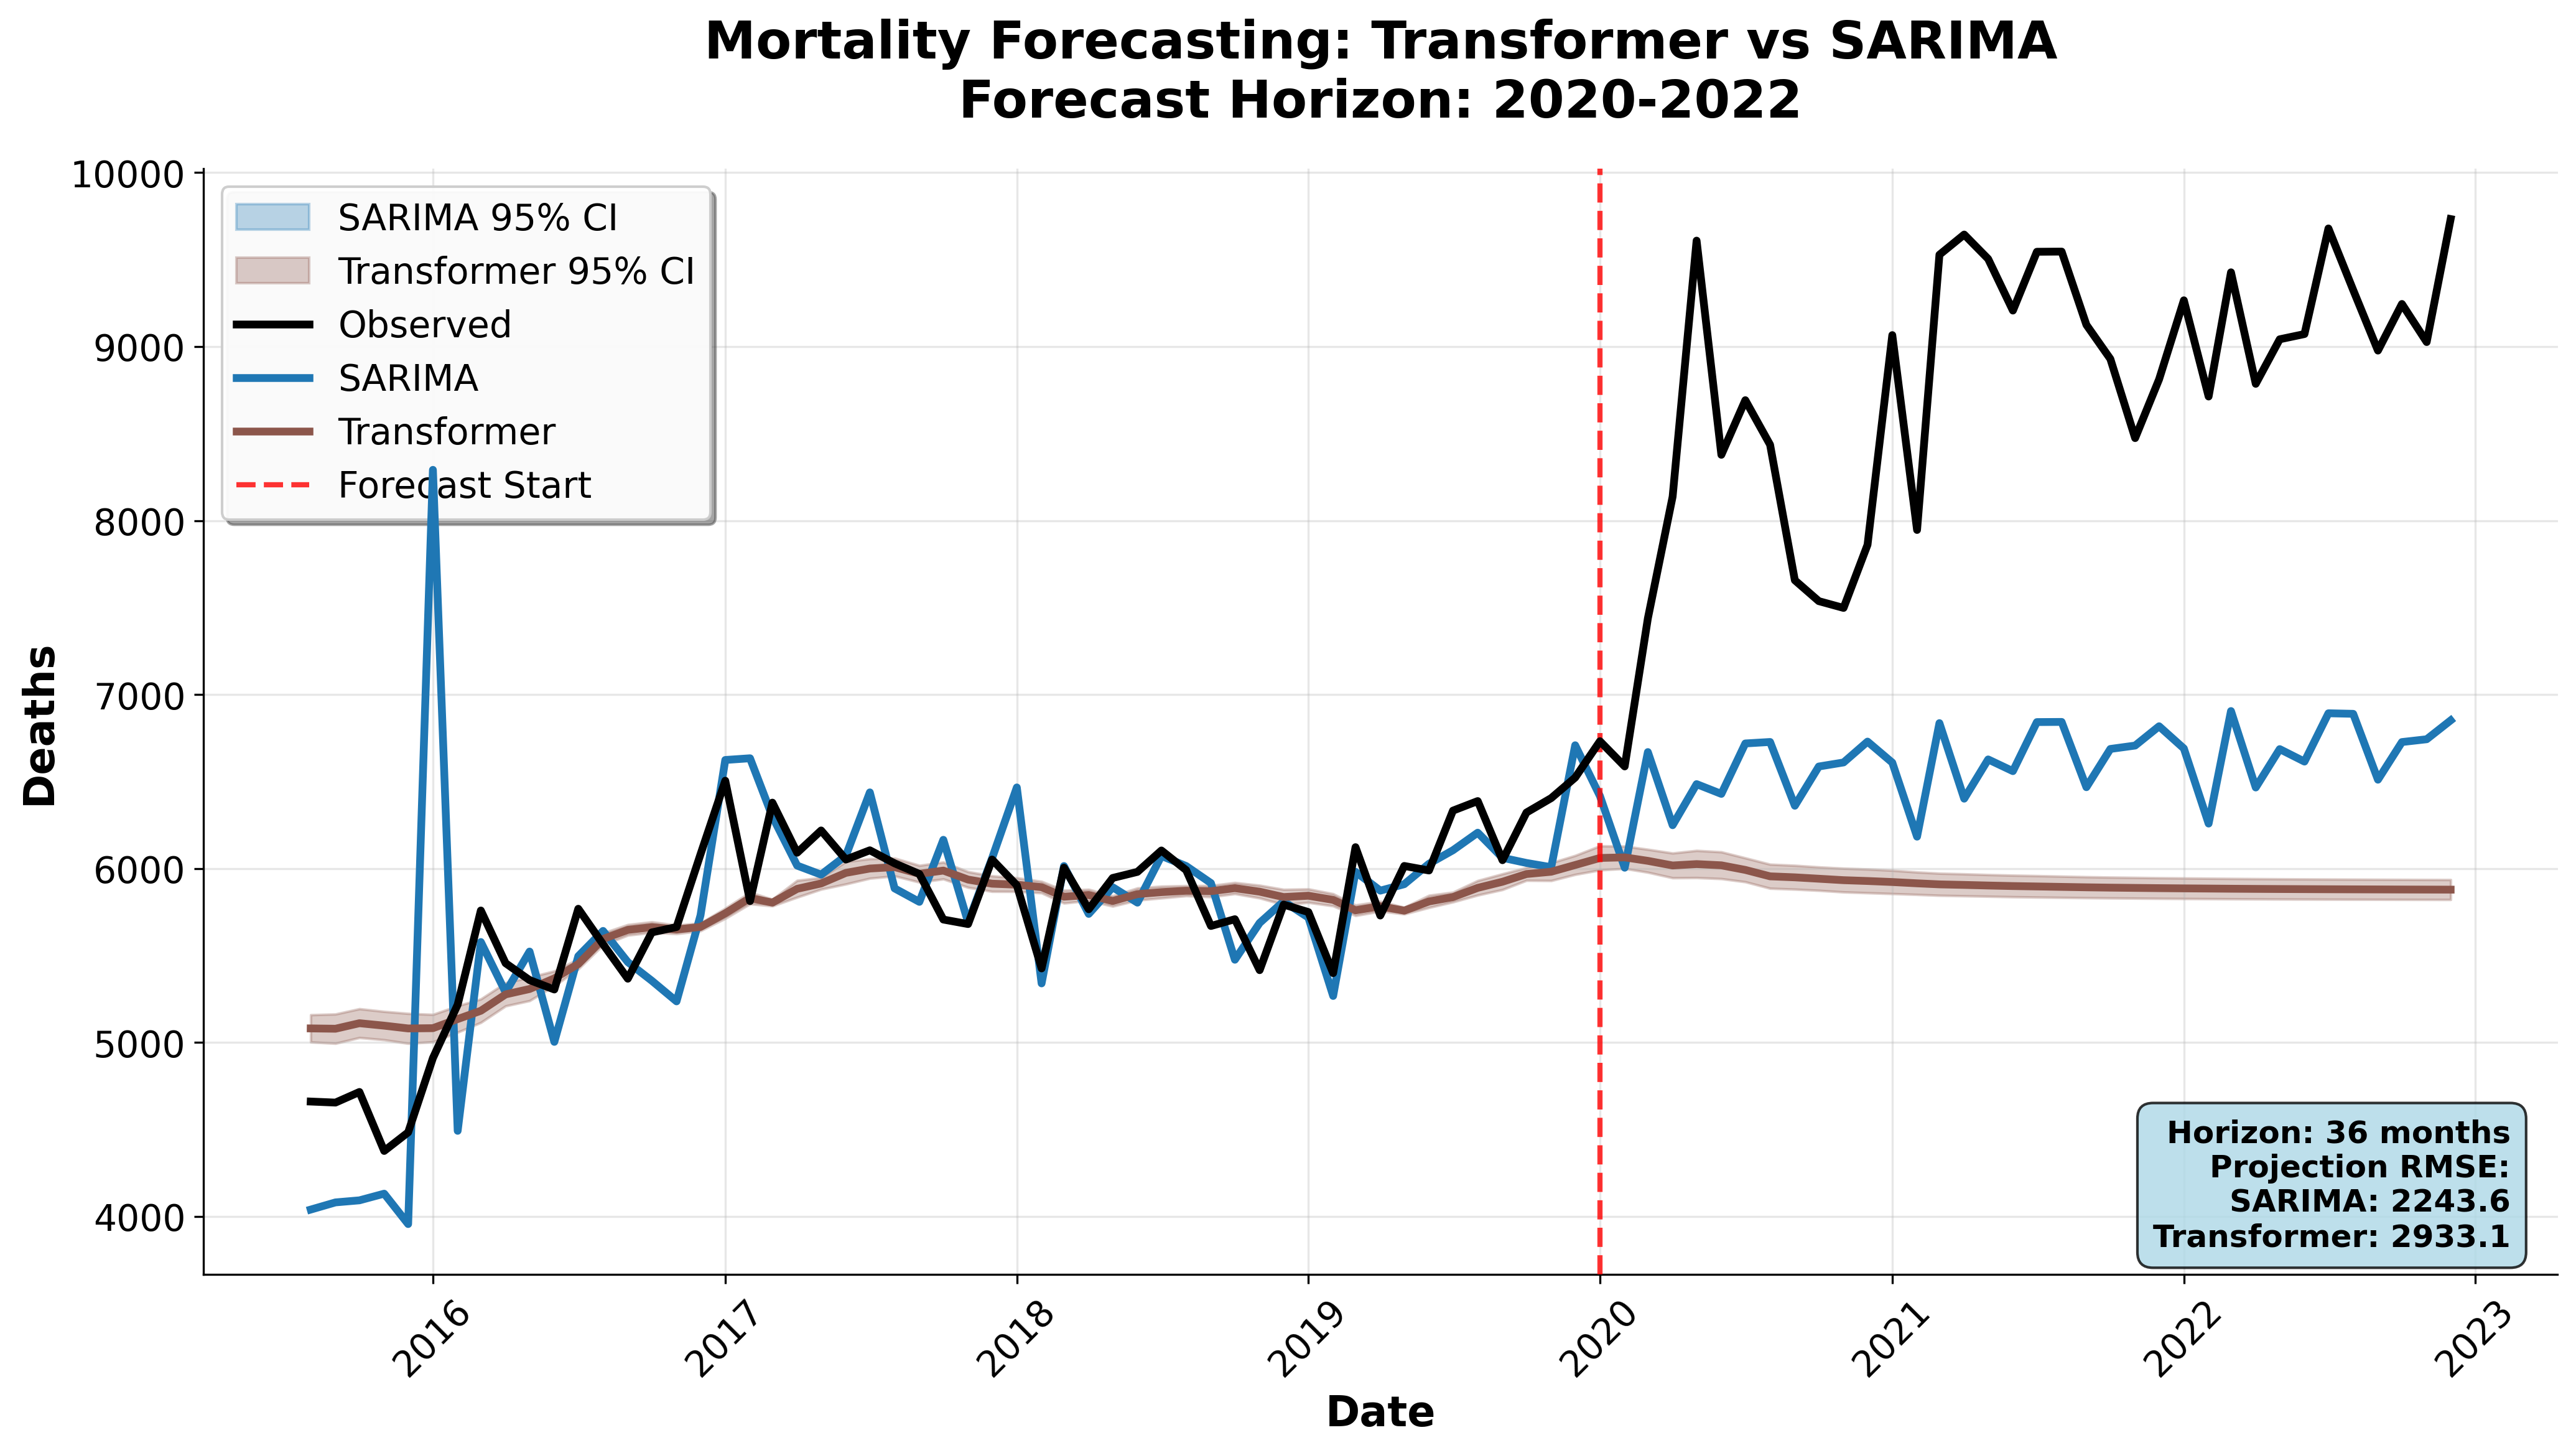 Mortality Forecasting: Transformer vs SARIMA
Forecast Horizon: 2020-2022
10000
9000
8000
7000
6000
5000
4000
Deaths
SARIMA 95% CI
Transformer 95% CI
Observed
SARIMA
Transformer
Forecast Start
Horizon: 36 months
Projection RMSE:
SARIMA: 2243.6
Transformer: 2933.1
2016
2017
2018
2019
2020
2021
2022
2023
Date